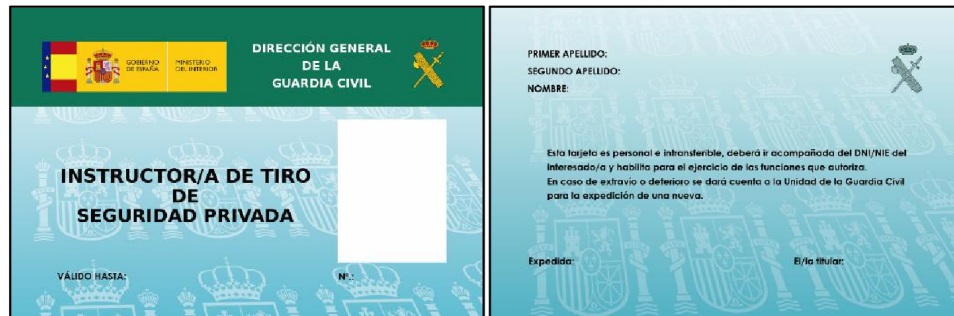 GOBIERNO
DE ESPAÑA
MINISTERIO
DEL INTERIOR
DIRECCIÓN GENERAL
DE LA
GUARDIA CIVIL
INSTRUCTOR/A DE TIRO
DE
SEGURIDAD PRIVADA
VÁLIDO HASTA:
Nº.:
PRIMER APELLIDO:
SEGUNDO APELLIDO:
NOMBRE:
Esta tarjeta es personal e intransferible, deberá ir acompañada del DNI/NIE del
interesado/a y habilita para el ejercicio de las funciones que autoriza.
En caso de extravío o deterioro se dará cuenta a la Unidad de la Guardia Civil
para la expedición de una nueva.
Expedida:
El/la titular: